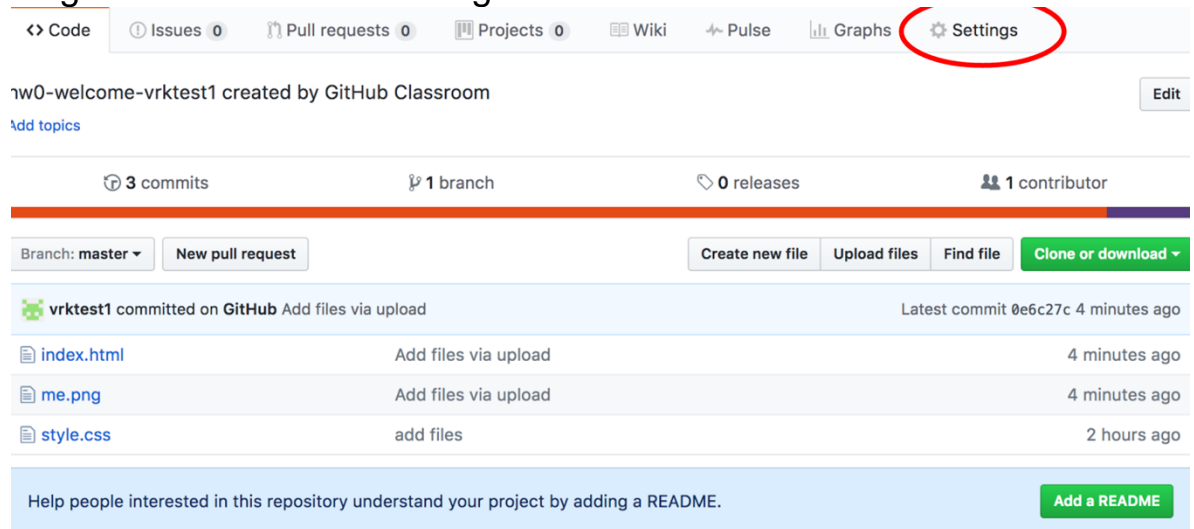 <> Code Issues 0 Pull requests 0 Projects 0 Wiki Pulse Graphs Settings
hw0-welcome-vrktest1 created by GitHub Classroom Edit
Add topics
3 commits 1 branch 0 releases 1 contributor
Branch: master New pull request Create new file Upload files Find file Clone or download
vrktest1 committed on GitHub Add files via upload Latest commit 0e6c27c 4 minutes ago
index.html Add files via upload 4 minutes ago
me.png Add files via upload 4 minutes ago
style.css add files 2 hours ago
Help people interested in this repository understand your project by adding a README. Add a README